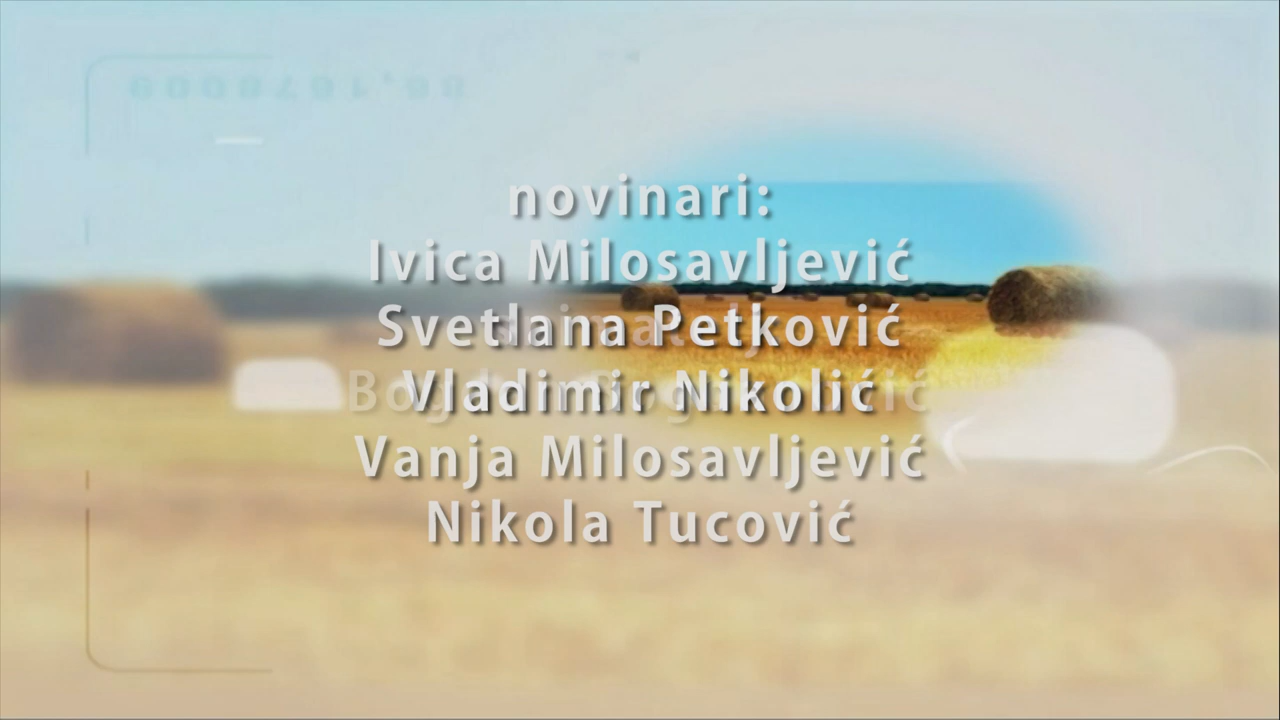 novinari:
Ivica Milosavljević
Svetlana Petković
Vladimir Nikolić
Vanja Milosavljević
Nikola Tucović